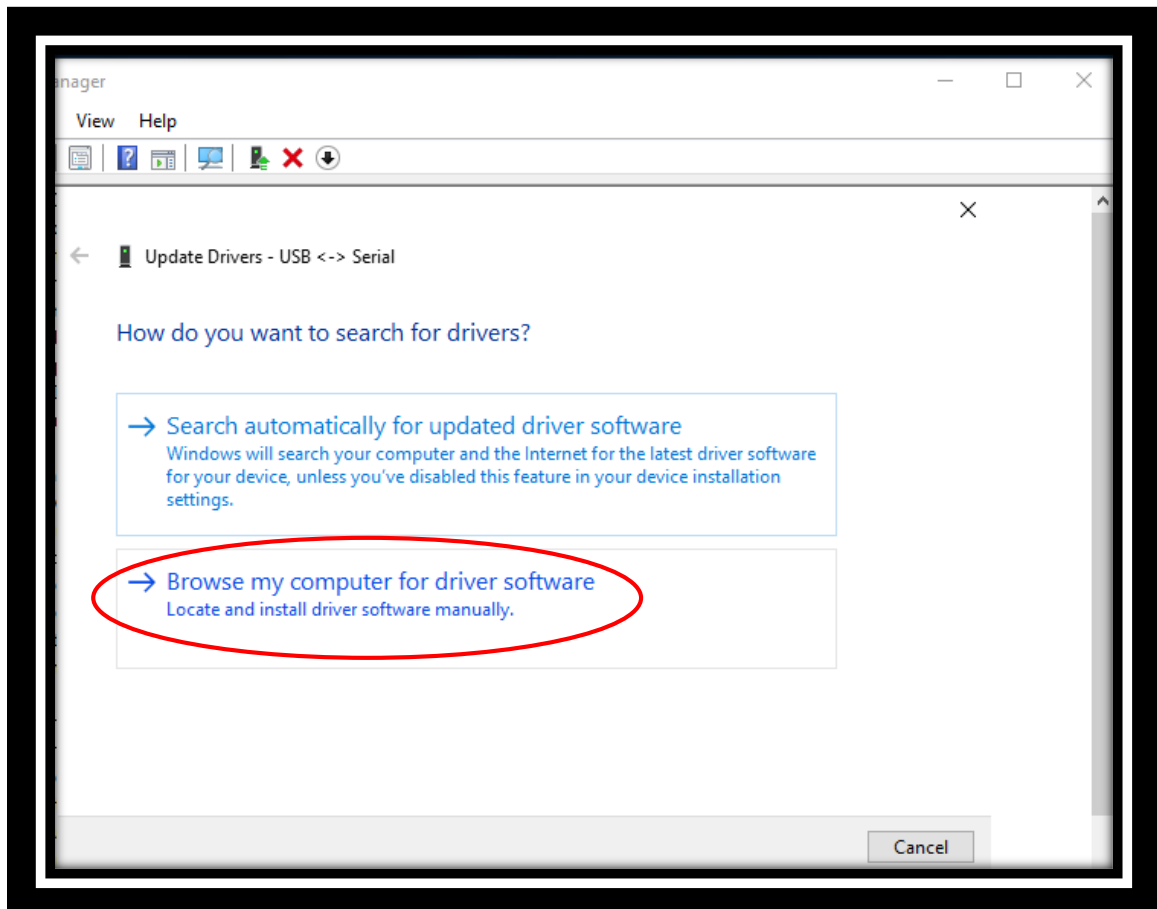 View Help
Update Drivers - USB <-> Serial
How do you want to search for drivers?
Search automatically for updated driver software
Windows will search your computer and the Internet for the latest driver software
for your device, unless you've disabled this feature in your device installation
settings.
Browse my computer for driver software
Locate and install driver software manually.
Cancel